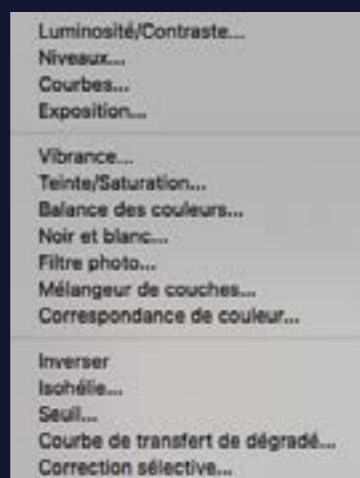 Luminosité/Contraste...
Niveaux...
Courbes...
Exposition...
Vibrance...
Teinte/Saturation...
Balance des couleurs...
Noir et blanc...
Filtre photo...
Mélangeur de couches...
Correspondance de couleur...
Inverser
Isohélie...
Seuil...
Courbe de transfert de dégradé...
Correction sélective...